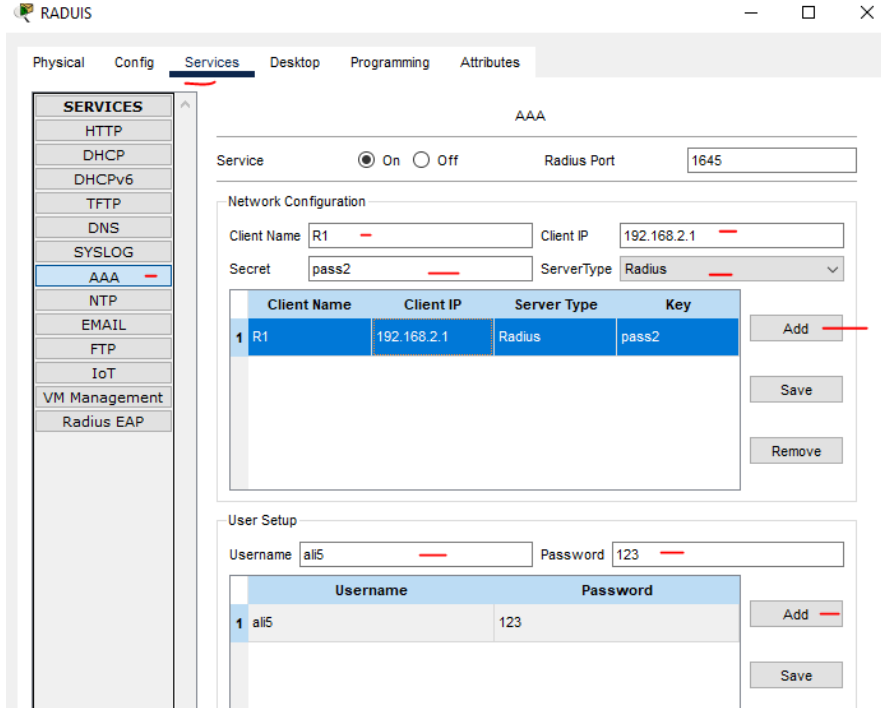 RADUIS
Physical Config Services Desktop Programming Attributes
SERVICES
HTTP
DHCP
DHCPv6
TFTP
DNS
SYSLOG
AAA
NTP
EMAIL
FTP
IoT
VM Management
Radius EAP
AAA
Service On Off Radius Port 1645
Network Configuration
Client Name R1 Client IP 192.168.2.1
Secret pass2 ServerType Radius
Client Name Client IP Server Type Key
1 R1 192.168.2.1 Radius pass2
Add
Save
Remove
User Setup
Username ali5 Password 123
Username Password
1 ali5 123
Add
Save